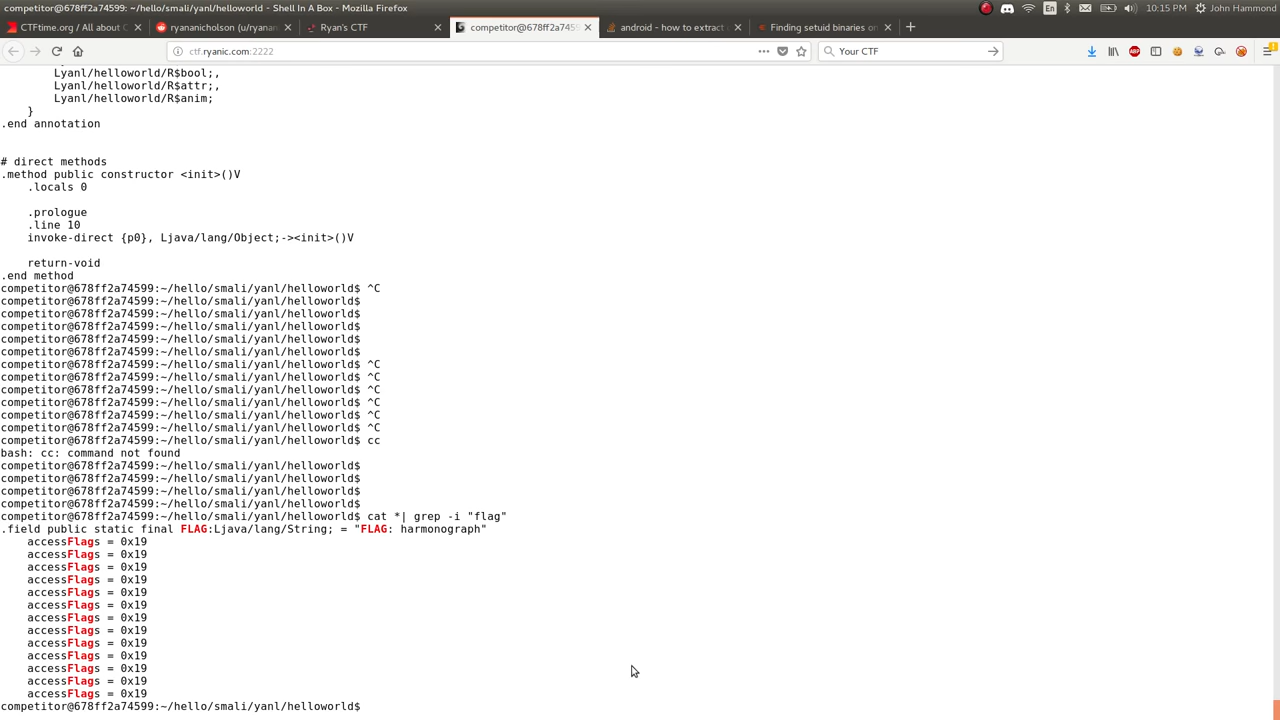 competitor@678ff2a74599: ~/hello/smali/yanl/helloworld - Shell In A Box - Mozilla Firefox
En
10:15 PM
John Hammond
CTFtime.org / All about C
ryananicholson (u/ryanan
Ryan's CTF
competitor@678ff2a7459
android - how to extract
Finding setuid binaries on
ctf.ryanic.com:2222
Your CTF
Lyanl/helloworld/R$bool;,
Lyanl/helloworld/R$attr;,
Lyanl/helloworld/R$anim;
}
.end annotation
# direct methods
.method public constructor <init>()V
.locals 0
.prologue
.line 10
invoke-direct {p0}, Ljava/lang/Object;-><init>()V
return-void
.end method
competitor@678ff2a74599:~/hello/smali/yanl/helloworld$ ^C
competitor@678ff2a74599:~/hello/smali/yanl/helloworld$
competitor@678ff2a74599:~/hello/smali/yanl/helloworld$
competitor@678ff2a74599:~/hello/smali/yanl/helloworld$
competitor@678ff2a74599:~/hello/smali/yanl/helloworld$
competitor@678ff2a74599:~/hello/smali/yanl/helloworld$
competitor@678ff2a74599:~/hello/smali/yanl/helloworld$ ^C
competitor@678ff2a74599:~/hello/smali/yanl/helloworld$ ^C
competitor@678ff2a74599:~/hello/smali/yanl/helloworld$ ^C
competitor@678ff2a74599:~/hello/smali/yanl/helloworld$ ^C
competitor@678ff2a74599:~/hello/smali/yanl/helloworld$ ^C
competitor@678ff2a74599:~/hello/smali/yanl/helloworld$ ^C
competitor@678ff2a74599:~/hello/smali/yanl/helloworld$ cc
bash: cc: command not found
competitor@678ff2a74599:~/hello/smali/yanl/helloworld$
competitor@678ff2a74599:~/hello/smali/yanl/helloworld$
competitor@678ff2a74599:~/hello/smali/yanl/helloworld$
competitor@678ff2a74599:~/hello/smali/yanl/helloworld$
competitor@678ff2a74599:~/hello/smali/yanl/helloworld$ cat *| grep -i "flag"
.field public static final FLAG:Ljava/lang/String; = "FLAG: harmonograph"
accessFlags = 0x19
accessFlags = 0x19
accessFlags = 0x19
accessFlags = 0x19
accessFlags = 0x19
accessFlags = 0x19
accessFlags = 0x19
accessFlags = 0x19
accessFlags = 0x19
accessFlags = 0x19
accessFlags = 0x19
accessFlags = 0x19
accessFlags = 0x19
competitor@678ff2a74599:~/hello/smali/yanl/helloworld$